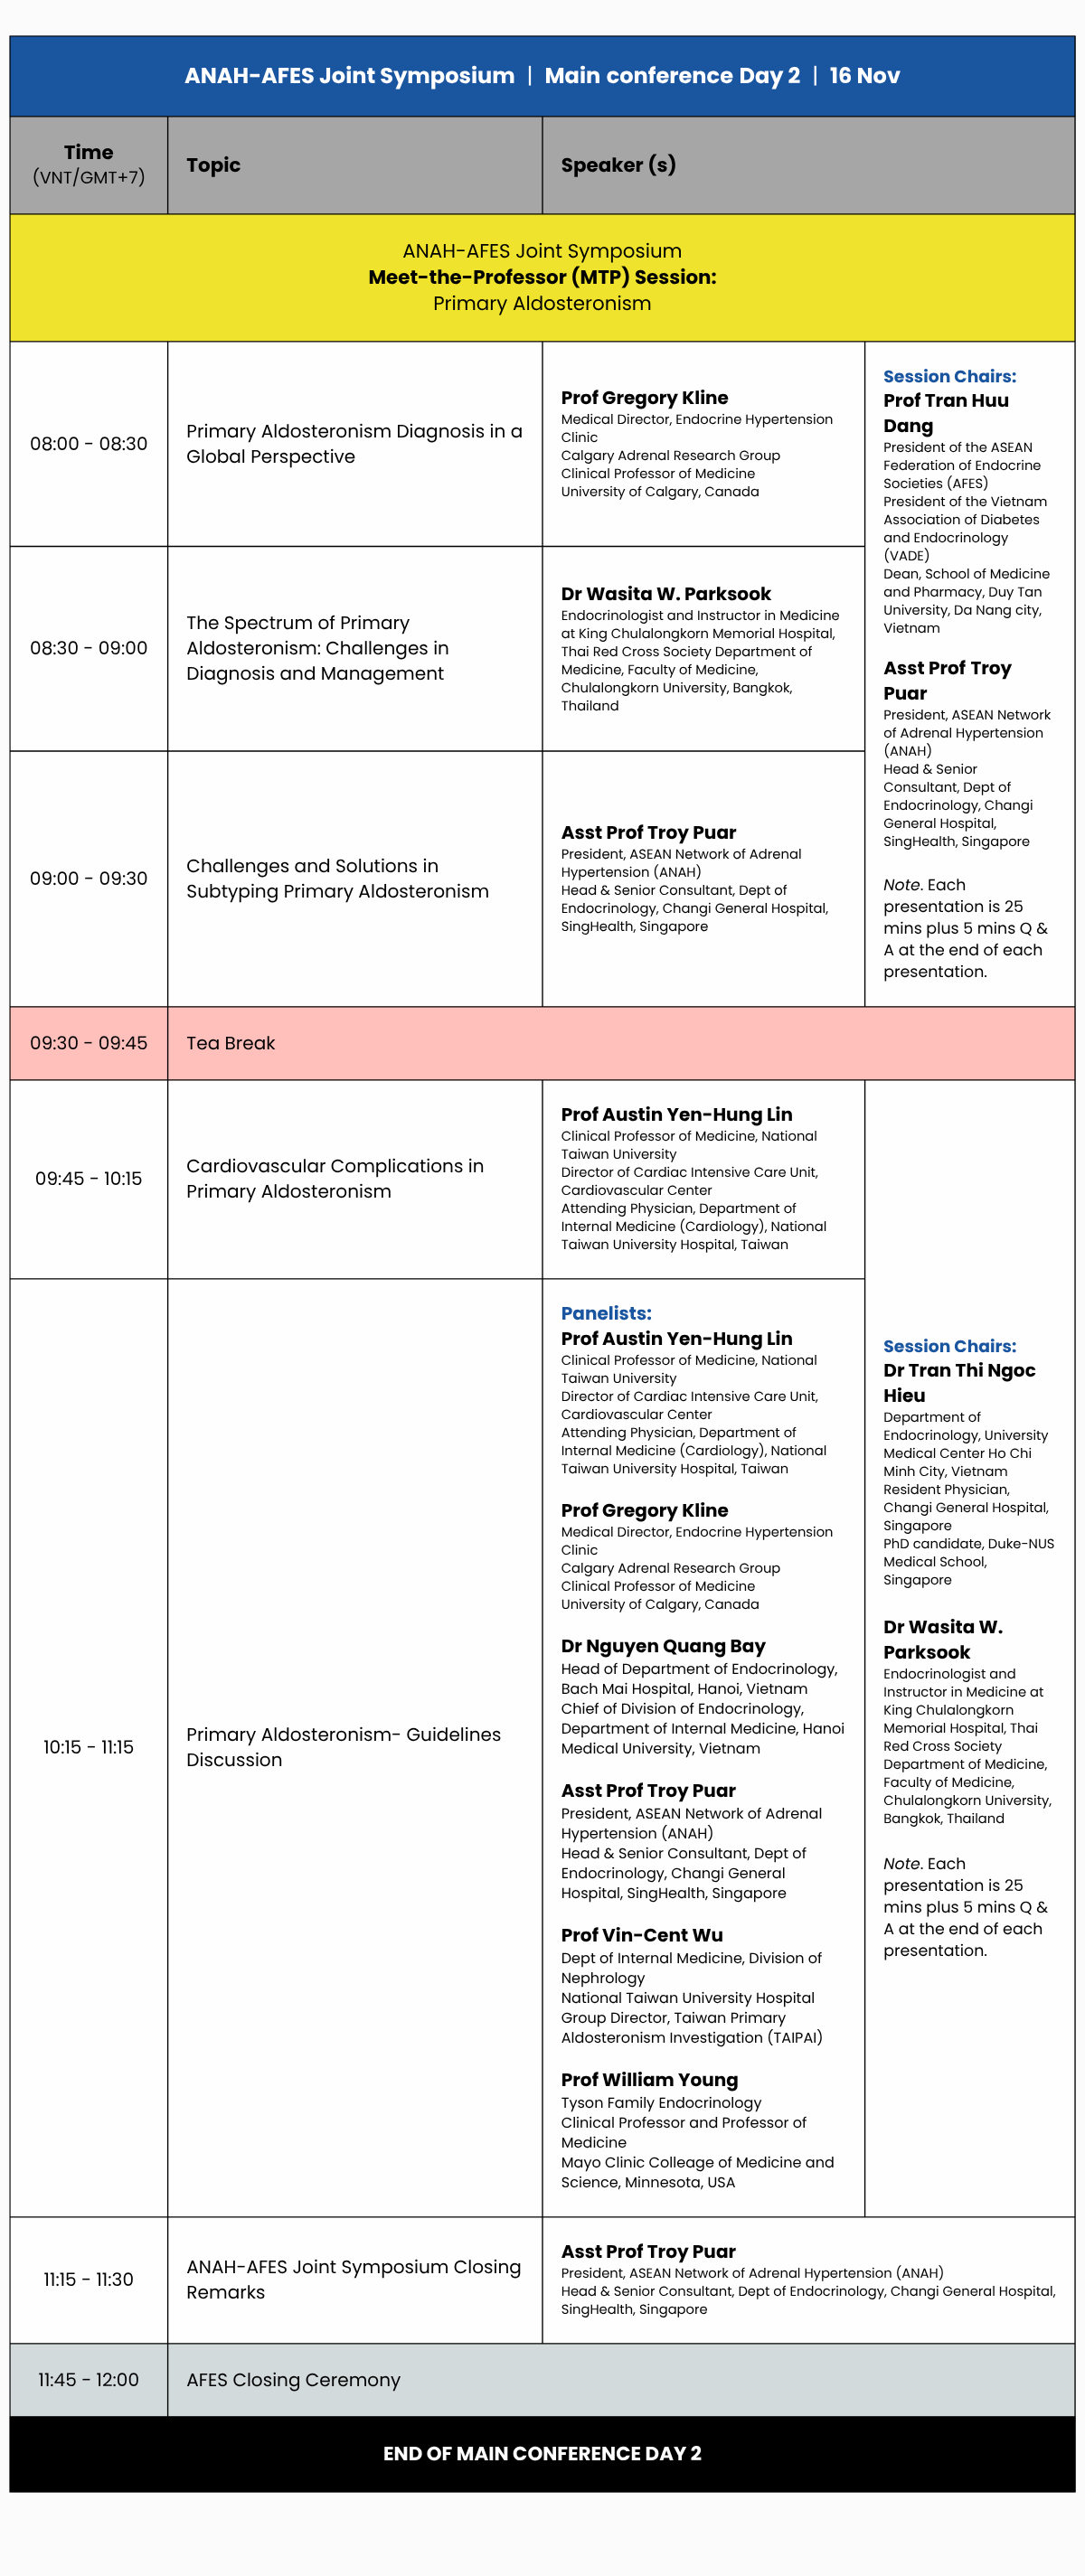 ANAH-AFES Joint Symposium | Main conference Day 2 | 16 Nov
Time
(VNT/GMT+7)
Topic
Speaker (s)
ANAH-AFES Joint Symposium
Meet-the-Professor (MTP) Session:
Primary Aldosteronism
08:00 - 08:30
Primary Aldosteronism Diagnosis in a
Global Perspective
Prof Gregory Kline
Medical Director, Endocrine Hypertension
Clinic
Calgary Adrenal Research Group
Clinical Professor of Medicine
University of Calgary, Canada
Session Chairs:
Prof Tran Huu
Dang
President of the ASEAN
Federation of Endocrine
Societies (AFES)
President of the Vietnam
Association of Diabetes
and Endocrinology
(VADE)
Dean, School of Medicine
and Pharmacy, Duy Tan
University, Da Nang city,
Vietnam
Asst Prof Troy
Puar
President, ASEAN Network
of Adrenal Hypertension
(ANAH)
Head & Senior
Consultant, Dept of
Endocrinology, Changi
General Hospital,
SingHealth, Singapore
Note. Each
presentation is 25
mins plus 5 mins Q &
A at the end of each
presentation.
08:30 - 09:00
The Spectrum of Primary
Aldosteronism: Challenges in
Diagnosis and Management
Dr Wasita W. Parksook
Endocrinologist and Instructor in Medicine
at King Chulalongkorn Memorial Hospital,
Thai Red Cross Society Department of
Medicine, Faculty of Medicine,
Chulalongkorn University, Bangkok,
Thailand
09:00 - 09:30
Challenges and Solutions in
Subtyping Primary Aldosteronism
Asst Prof Troy Puar
President, ASEAN Network of Adrenal
Hypertension (ANAH)
Head & Senior Consultant, Dept of
Endocrinology, Changi General Hospital,
SingHealth, Singapore
09:30 - 09:45
Tea Break
09:45 - 10:15
Cardiovascular Complications in
Primary Aldosteronism
Prof Austin Yen-Hung Lin
Clinical Professor of Medicine, National
Taiwan University
Director of Cardiac Intensive Care Unit,
Cardiovascular Center
Attending Physician, Department of
Internal Medicine (Cardiology), National
Taiwan University Hospital, Taiwan
10:15 - 11:15
Primary Aldosteronism- Guidelines
Discussion
Panelists:
Prof Austin Yen-Hung Lin
Clinical Professor of Medicine, National
Taiwan University
Director of Cardiac Intensive Care Unit,
Cardiovascular Center
Attending Physician, Department of
Internal Medicine (Cardiology), National
Taiwan University Hospital, Taiwan
Prof Gregory Kline
Medical Director, Endocrine Hypertension
Clinic
Calgary Adrenal Research Group
Clinical Professor of Medicine
University of Calgary, Canada
Dr Nguyen Quang Bay
Head of Department of Endocrinology,
Bach Mai Hospital, Hanoi, Vietnam
Chief of Division of Endocrinology,
Department of Internal Medicine, Hanoi
Medical University, Vietnam
Asst Prof Troy Puar
President, ASEAN Network of Adrenal
Hypertension (ANAH)
Head & Senior Consultant, Dept of
Endocrinology, Changi General
Hospital, SingHealth, Singapore
Prof Vin-Cent Wu
Dept of Internal Medicine, Division of
Nephrology
National Taiwan University Hospital
Group Director, Taiwan Primary
Aldosteronism Investigation (TAIPAI)
Prof William Young
Tyson Family Endocrinology
Clinical Professor and Professor of
Medicine
Mayo Clinic Colleage of Medicine and
Science, Minnesota, USA
Session Chairs:
Dr Tran Thi Ngoc
Hieu
Department of
Endocrinology, University
Medical Center Ho Chi
Minh City, Vietnam
Resident Physician,
Changi General Hospital,
Singapore
PhD candidate, Duke-NUS
Medical School,
Singapore
Dr Wasita W.
Parksook
Endocrinologist and
Instructor in Medicine at
King Chulalongkorn
Memorial Hospital, Thai
Red Cross Society
Department of Medicine,
Faculty of Medicine,
Chulalongkorn University,
Bangkok, Thailand
Note. Each
presentation is 25
mins plus 5 mins Q &
A at the end of each
presentation.
11:15 - 11:30
ANAH-AFES Joint Symposium Closing
Remarks
Asst Prof Troy Puar
President, ASEAN Network of Adrenal Hypertension (ANAH)
Head & Senior Consultant, Dept of Endocrinology, Changi General Hospital,
SingHealth, Singapore
11:45 - 12:00
AFES Closing Ceremony
END OF MAIN CONFERENCE DAY 2